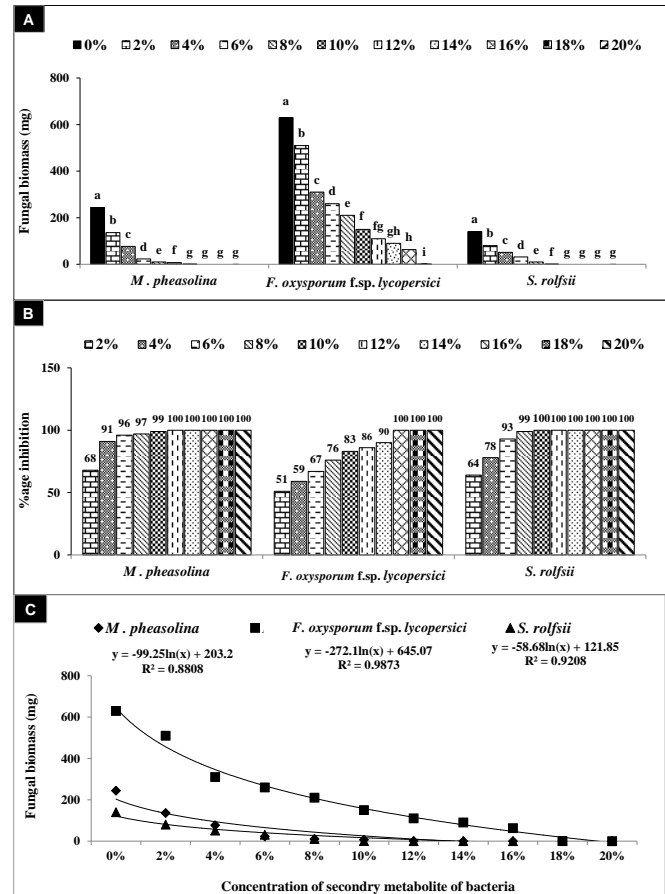 A
0% 2% 4% 6% 8% 10% 12% 14% 16% 18% 20%
Fungal biomass (mg)
800
600
400
200
0
a b c d e f g g g g g
a b c d e f fg gh h i
a b c d e f g g g g g
M. pheasolina F. oxysporum f.sp. lycopersici S. rolfsii
B
2% 4% 6% 8% 10% 12% 14% 16% 18% 20%
%age inhibition
150
100
50
0
68 91 96 97 99 100 100 100 100 100
51 59 67 76 83 86 90 100 100 100
64 78 93 99 100 100 100 100 100 100
M. pheasolina F. oxysporum f.sp. lycopersici S. rolfsii
C
M. pheasolina F. oxysporum f.sp. lycopersici S. rolfsii
y = -99.25ln(x) + 203.2 y = -272.1ln(x) + 645.07 y = -58.68ln(x) + 121.85
R² = 0.8808 R² = 0.9873 R² = 0.9208
Fungal biomass (mg)
800
600
400
200
0
0% 2% 4% 6% 8% 10% 12% 14% 16% 18% 20%
Concentration of secondry metabolite of bacteria